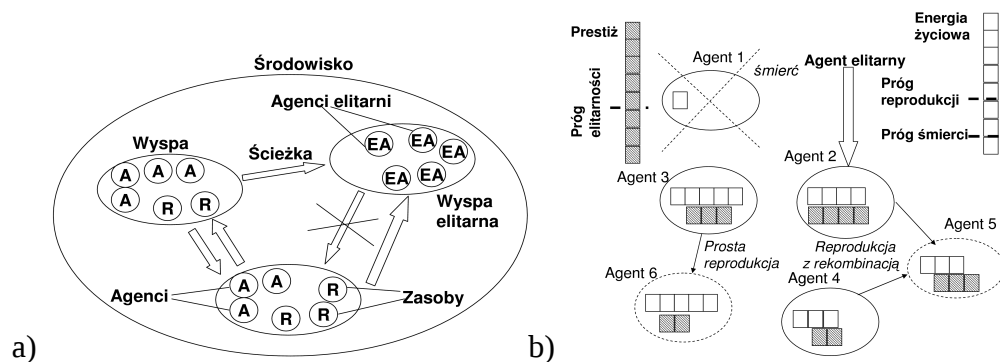 Środowisko
Agenci elitarni
Wyspa
Ścieżka
EA
EA
EA
EA
EA
A
A
A
A
R
R
Wyspa
elitarna
Agenci
A
A
A
R
R
R
Zasoby
a)
Prestiż
Próg
elitarności
Agent 1
śmierć
Agent elitarny
Energia
życiowa
Próg
reprodukcji
Próg śmierci
Agent 3
Agent 2
Agent 5
Prosta
reprodukcja
Reprodukcja
z rekombinacją
Agent 6
Agent 4
b)